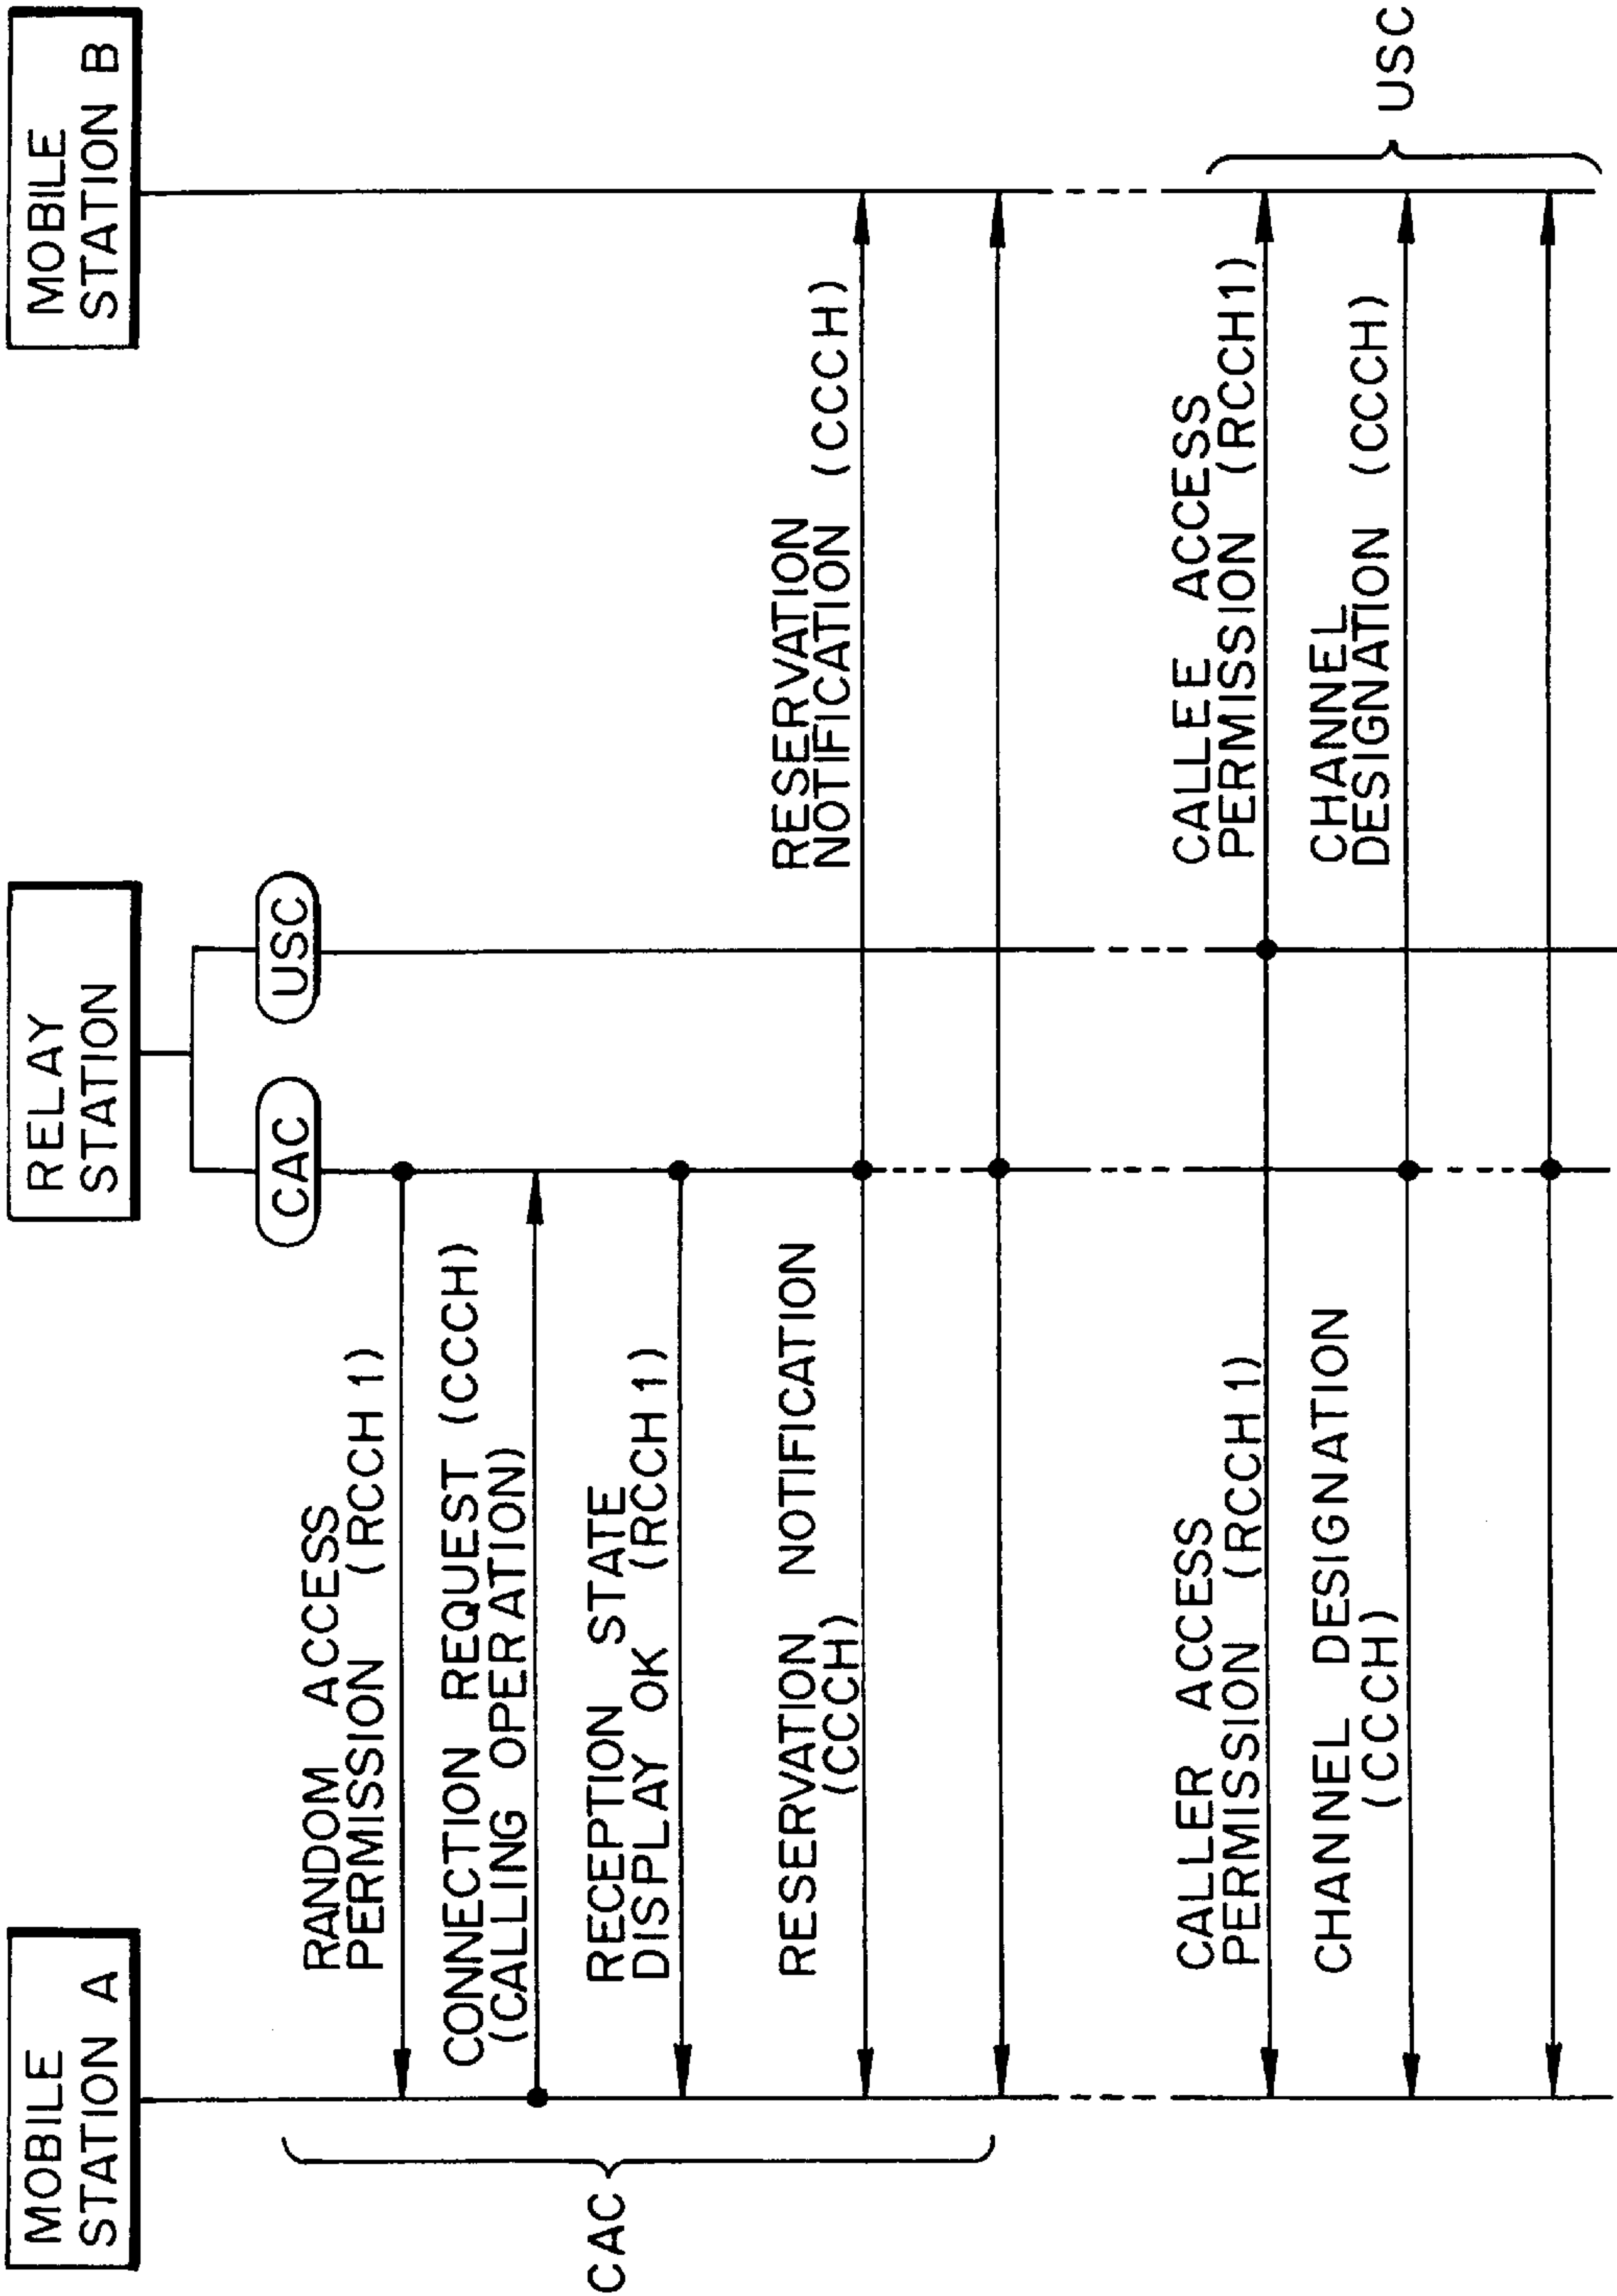 MOBILE
STATION A
RELAY
STATION
MOBILE
STATION B
CAC
USC
RANDOM ACCESS
PERMISSION (RCCH 1)
CONNECTION REQUEST (CCCH)
(CALLING OPERATION)
RECEPTION STATE
DISPLAY OK (RCCH 1)
CAC
RESERVATION NOTIFICATION
(CCCH)
RESERVATION
NOTIFICATION (CCCH)
CALLER ACCESS
PERMISSION (RCCH1)
CALLEE ACCESS
PERMISSION (RCCH1)
CHANNEL DESIGNATION
(CCCH)
CHANNEL
DESIGNATION (CCCH)
USC